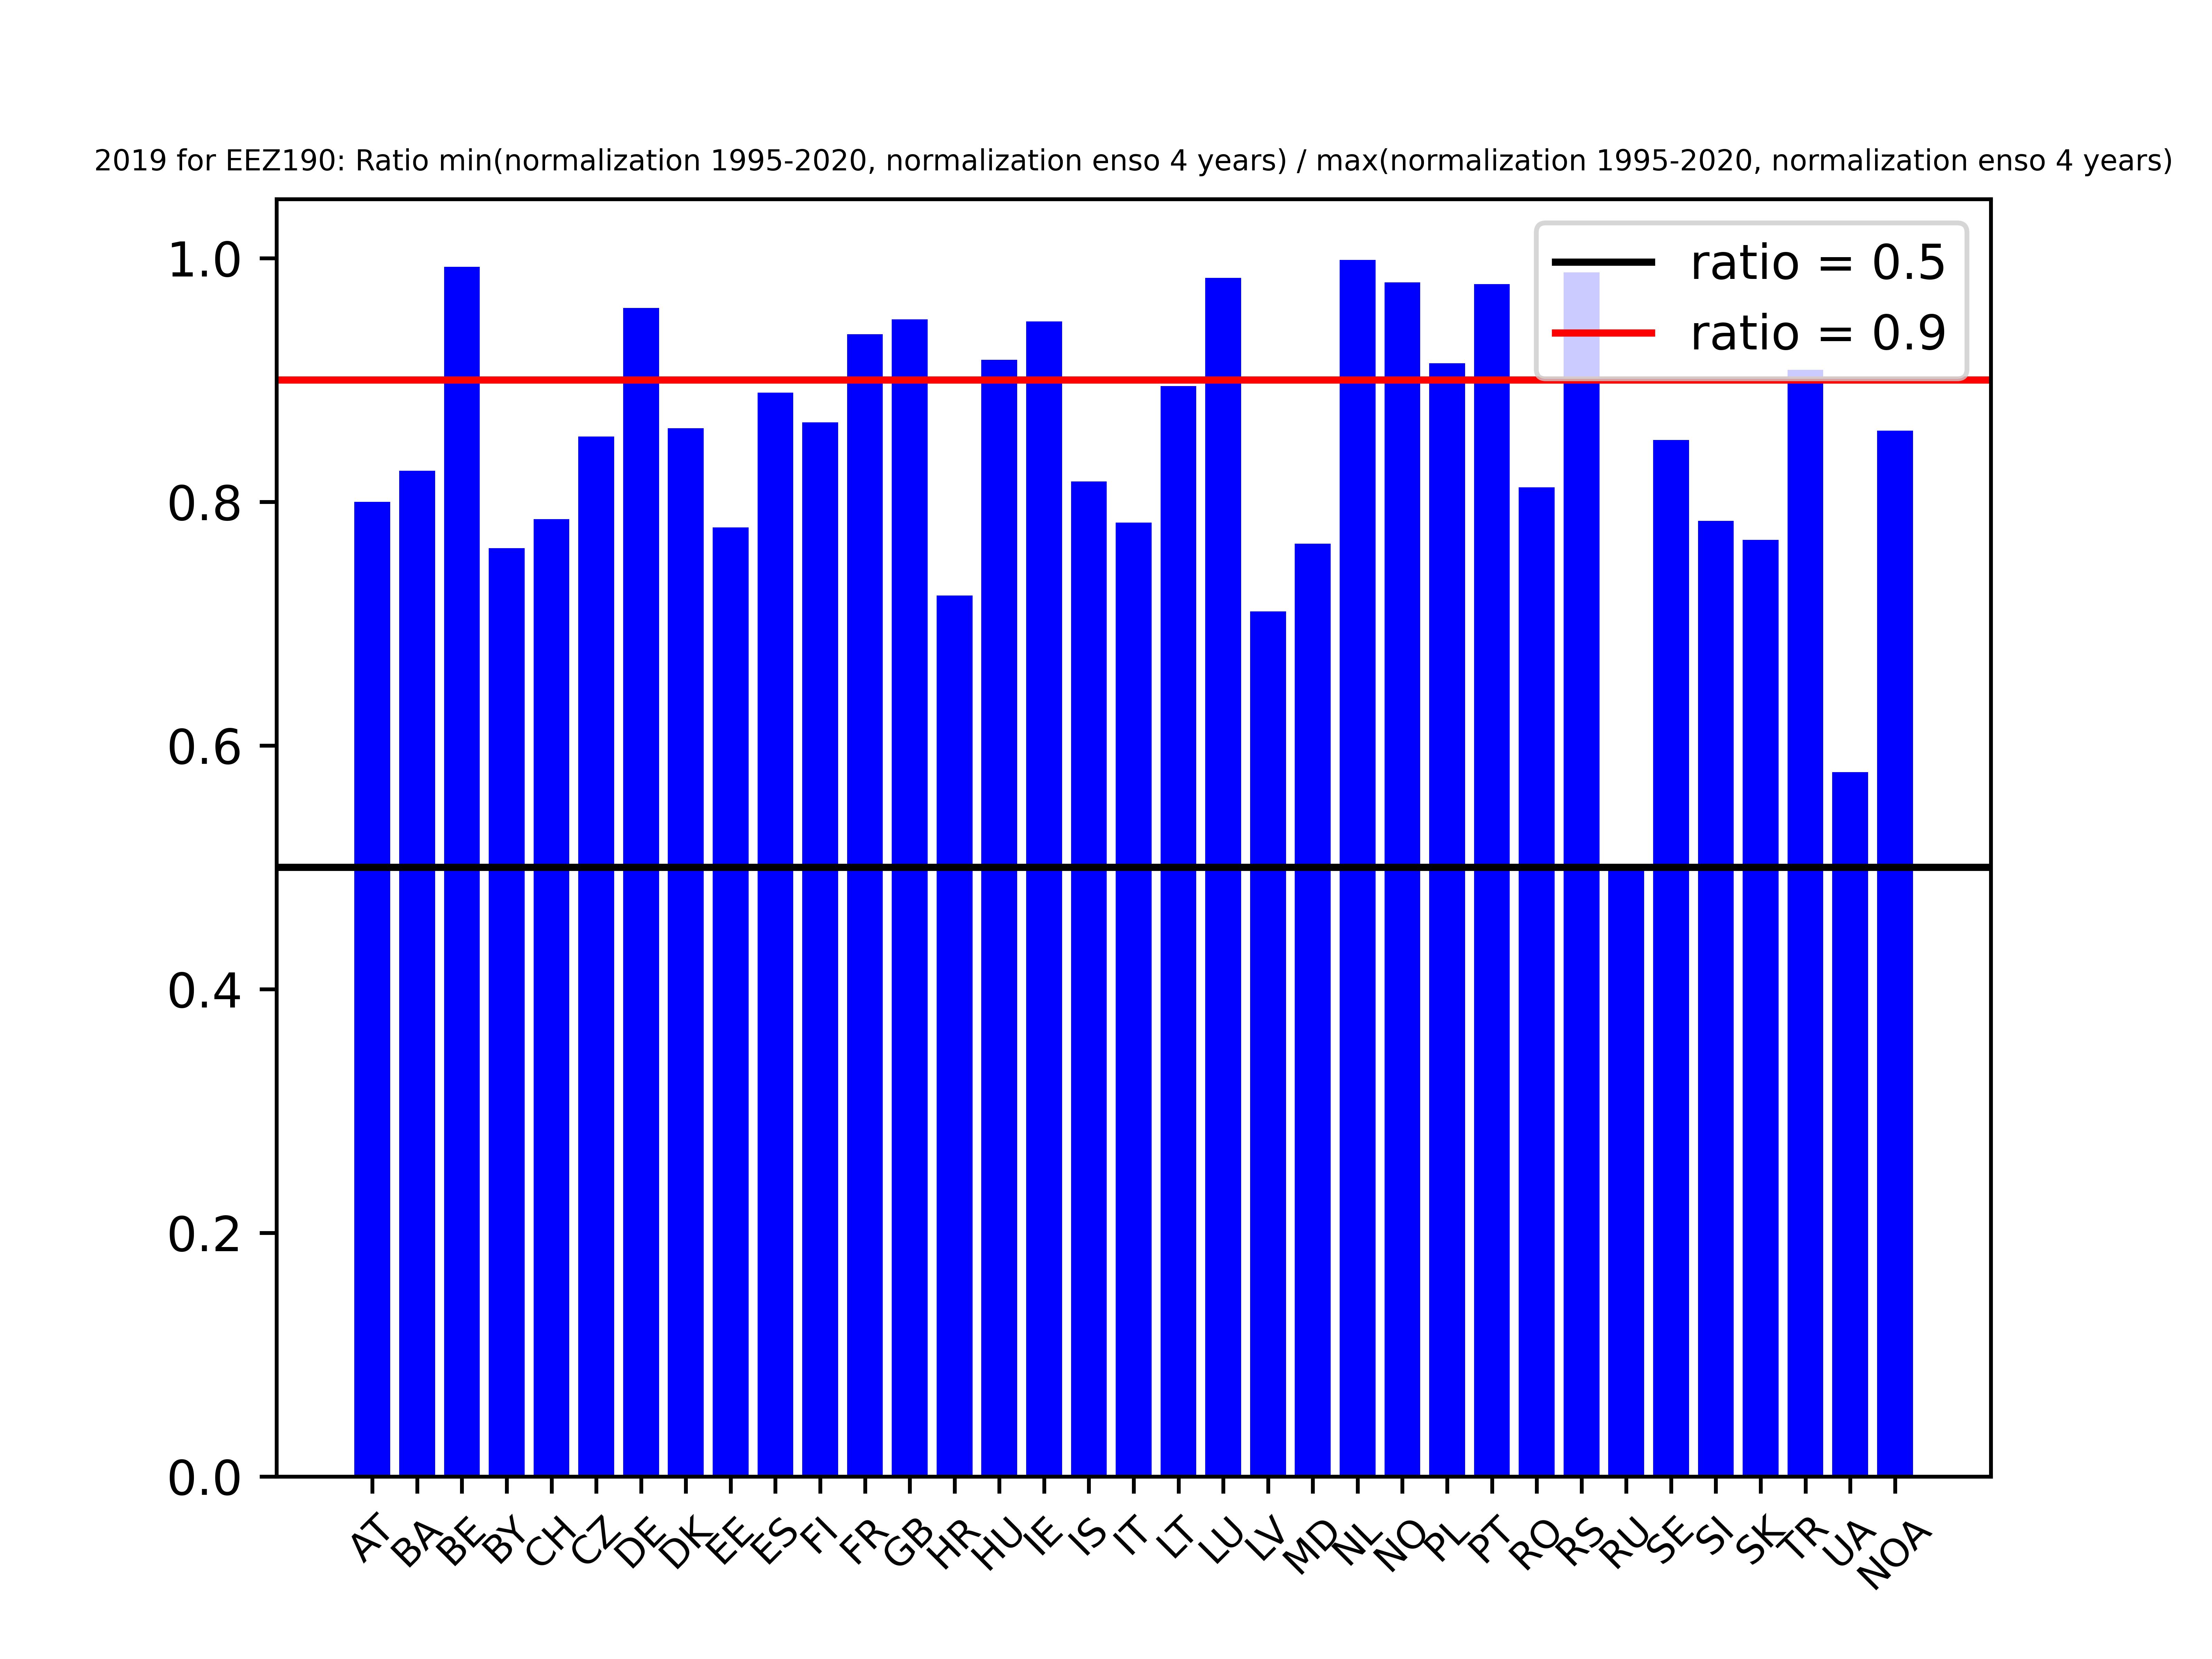 2019 for EEZ190: Ratio min(normalization 1995-2020, normalization enso 4 years) / max(normalization 1995-2020, normalization enso 4 years)
ratio = 0.5
ratio = 0.9
1.0
0.8
0.6
0.4
0.2
0.0
AT BA BE BY CH CZ DE DK EE ES FI FR GB HR HU IE IS IT LT LU LV MD NL NO PL PT RO RS RU SE SI SK TR UA NOA